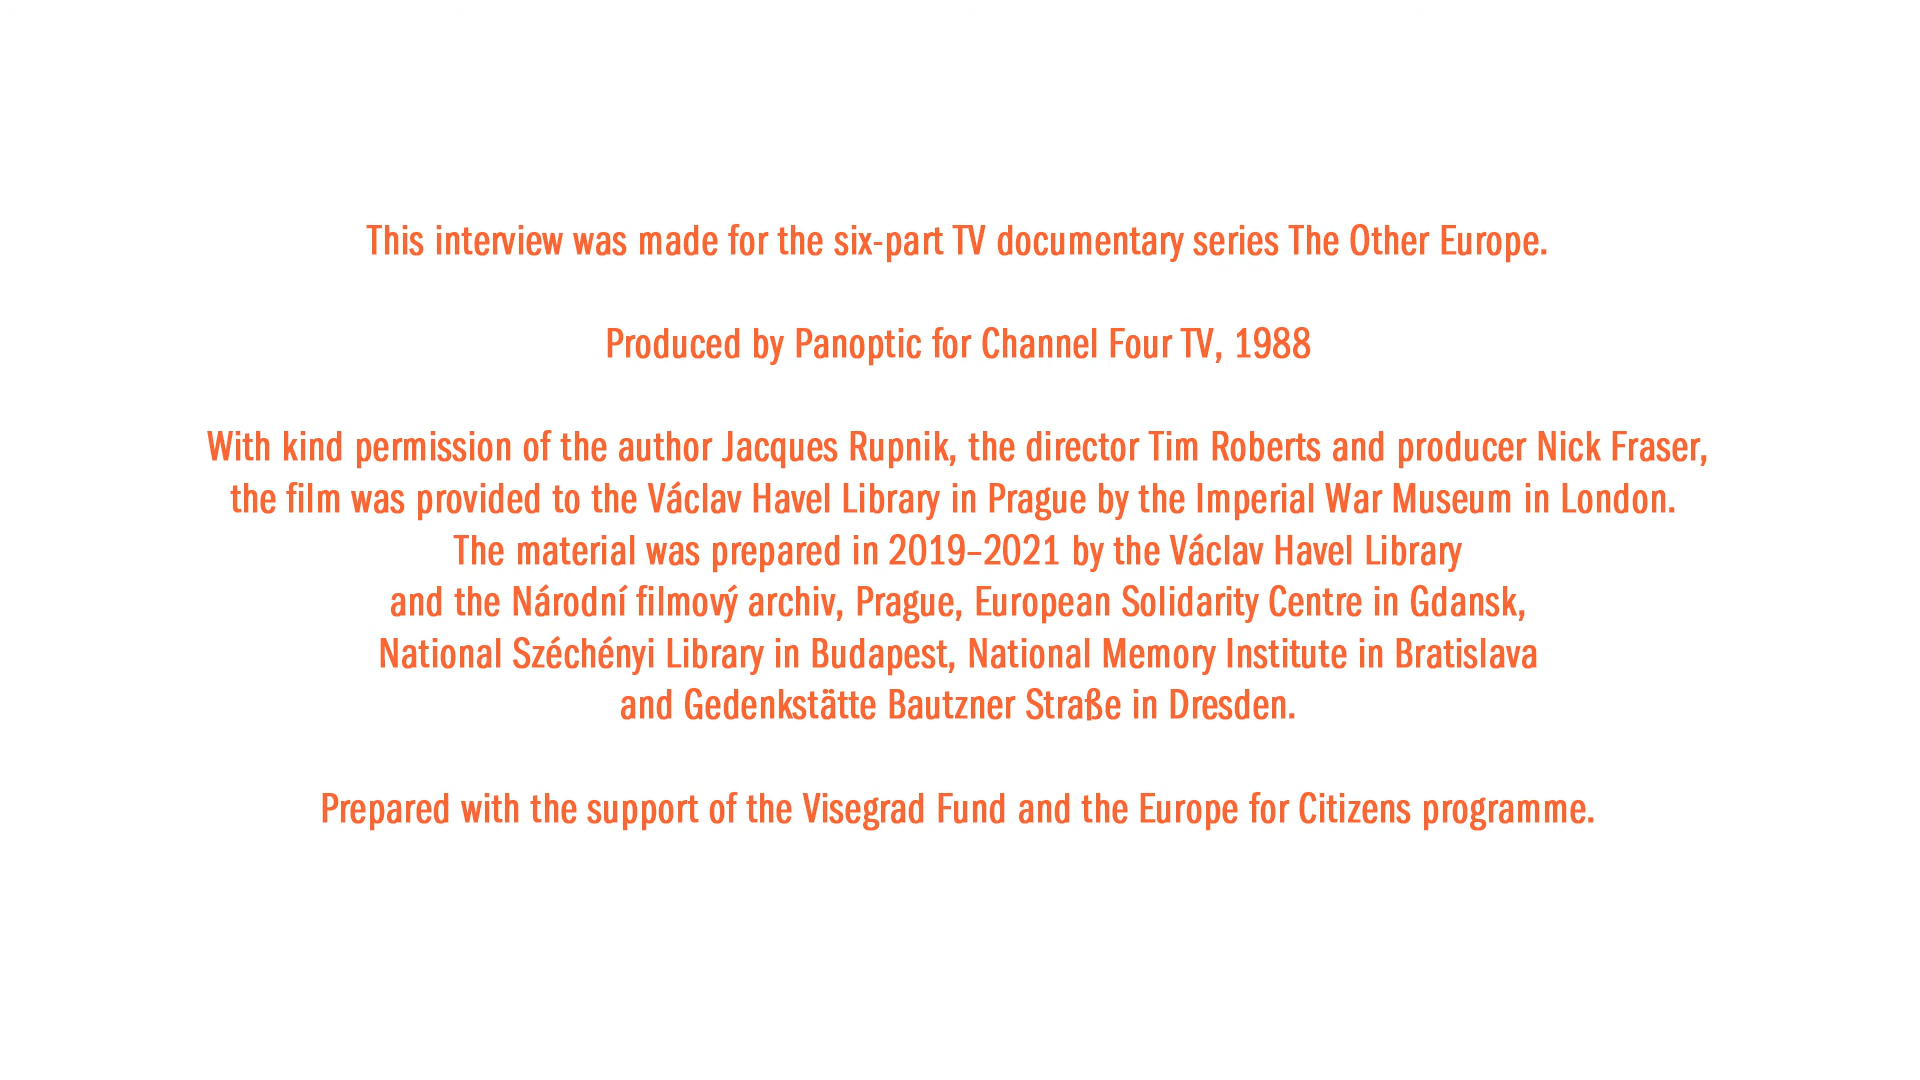 This interview was made for the six-part TV documentary series The Other Europe.
Produced by Panoptic for Channel Four TV, 1988
With kind permission of the author Jacques Rupnik, the director Tim Roberts and producer Nick Fraser,
the film was provided to the Václav Havel Library in Prague by the Imperial War Museum in London.
The material was prepared in 2019–2021 by the Václav Havel Library
and the Národní filmový archiv, Prague, European Solidarity Centre in Gdansk,
National Széchényi Library in Budapest, National Memory Institute in Bratislava
and Gedenkstätte Bautzner Straße in Dresden.
Prepared with the support of the Visegrad Fund and the Europe for Citizens programme.